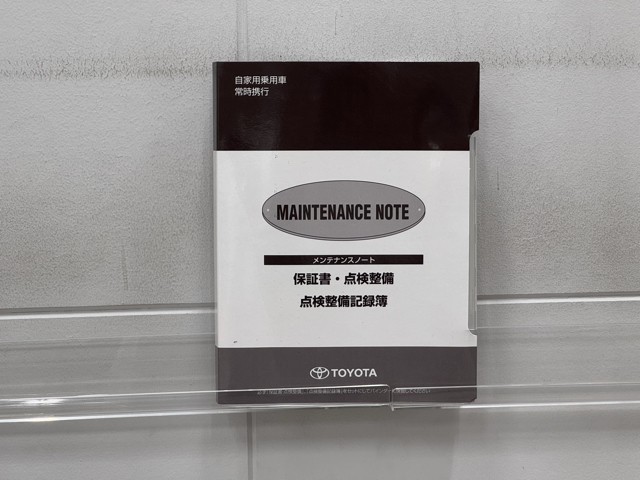 自家用乗用車
常時携行
MAINTENANCE NOTE
メンテナンスノート
保証書・点検整備
点検整備記録簿
TOYOTA